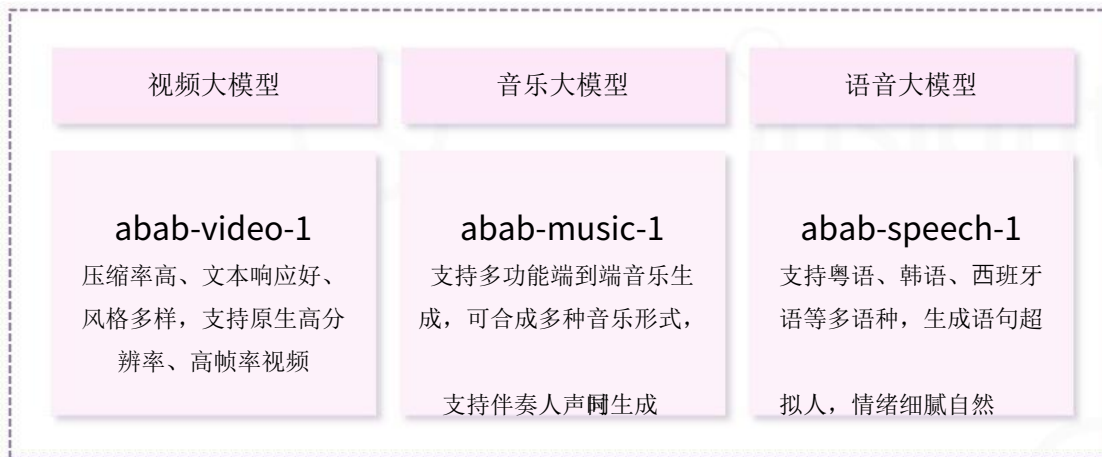 视频大模型
音乐大模型
语音大模型
abab-video-1
压缩率高、文本响应好、
风格多样，支持原生高分
辨率、高帧率视频
abab-music-1
支持多功能端到端音乐生
成，可合成多种音乐形式，
支持伴奏人声同时生成
abab-speech-1
支持粤语、韩语、西班牙
语等多语种，生成语句超
拟人，情绪细腻自然